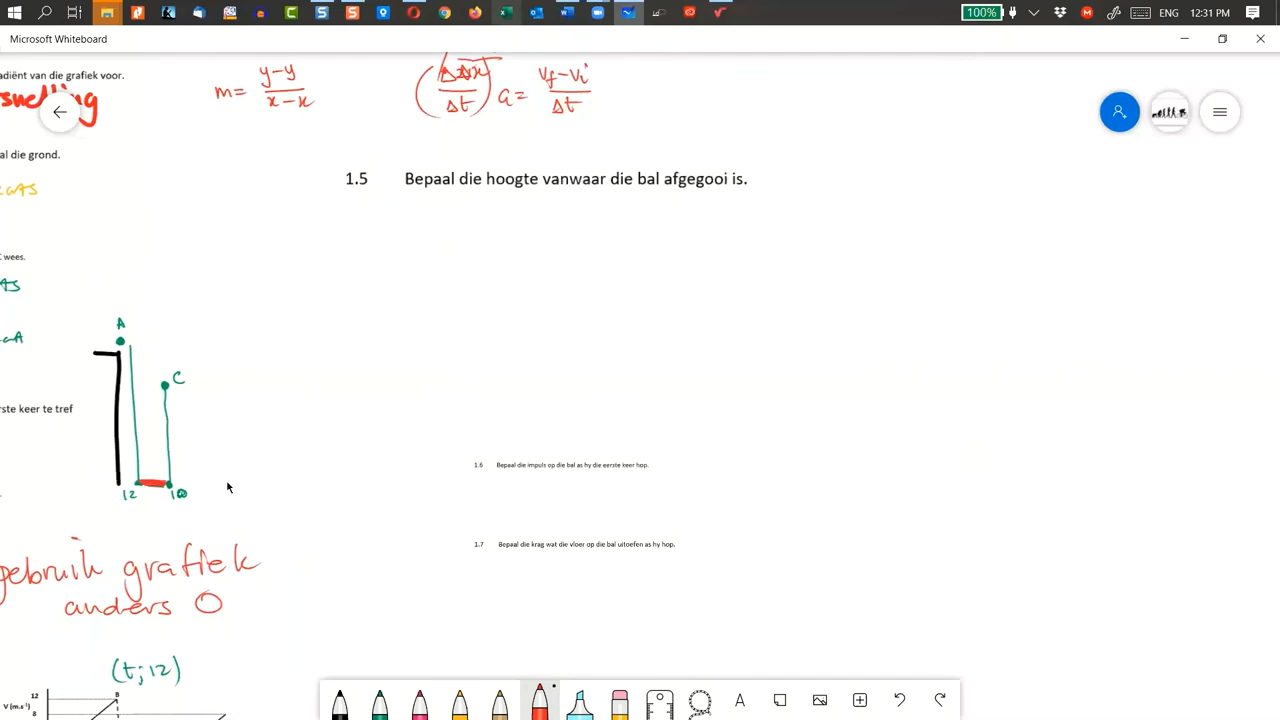 100%
ENG
12:31 PM
Microsoft Whiteboard
adiënt van die grafiek voor.
snelling
m = y-y / x-x
Δx / Δt
a = vf-vi / Δt
al die grond.
1.5 Bepaal die hoogte vanwaar die bal afgegooi is.
C wees.
A
C
rste keer te tref
12
10
1.6 Bepaal die impuls op die bal as hy die eerste keer hop.
1.7 Bepaal die krag wat die vloer op die bal uitoefen as hy hop.
gebruik grafiek
anders 0
(t;12)
12
B
V (m.s⁻¹)
8